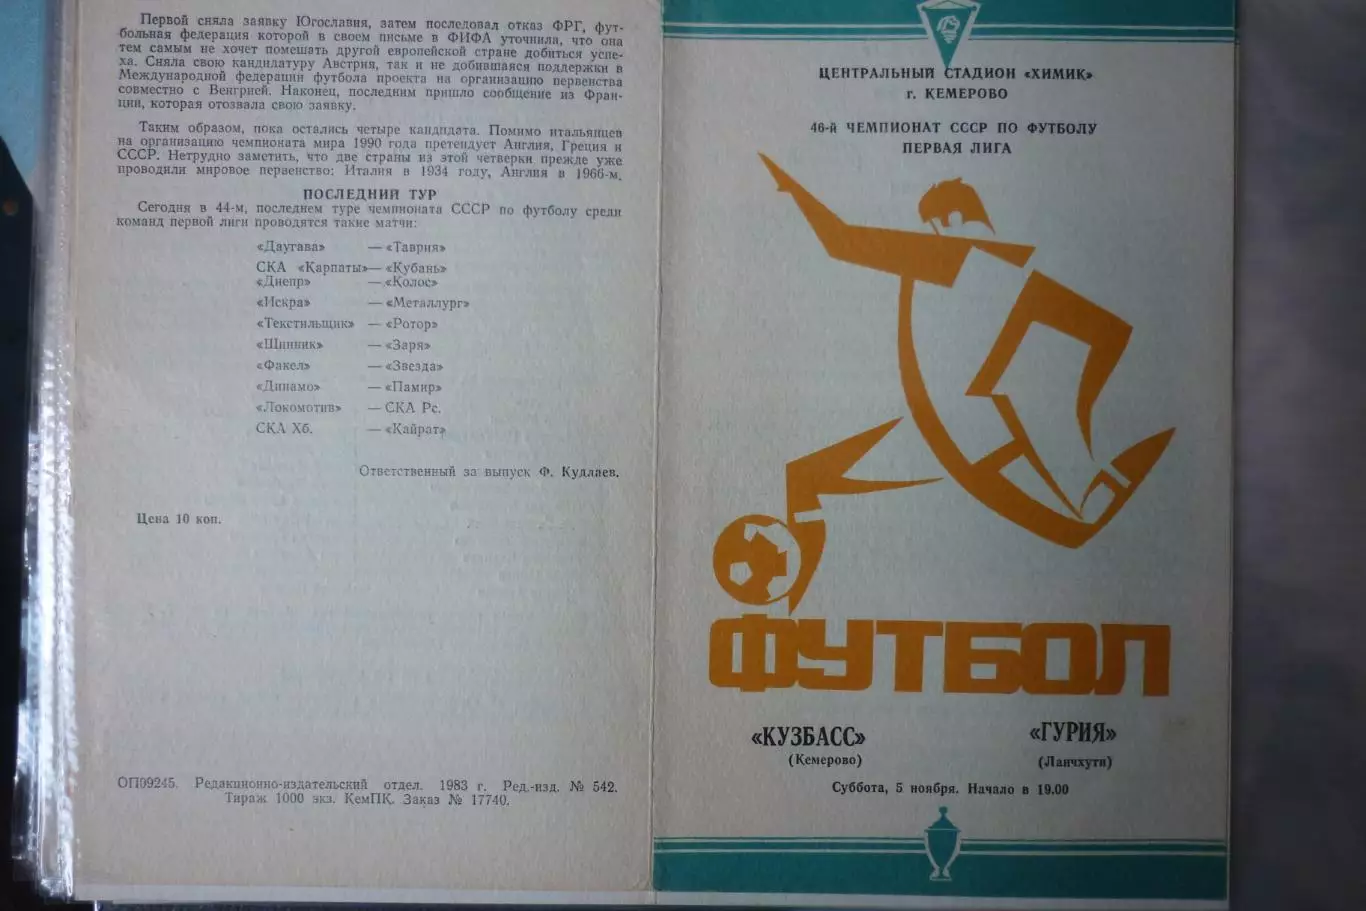 Первой сняла заявку Югославия, затем последовал отказ ФРГ, фут-
больная федерация которой в своем письме в ФИФА уточнила, что она
тем самым не хочет помешать другой европейской стране добиться успе-
ха. Сняла свою кандидатуру Австрия, так и не добившаяся поддержки в
Международной федерации футбола проекта на организацию первенства
совместно с Венгрией. Наконец, последним пришло сообщение из Фран-
ции, которая отозвала свою заявку.
Таким образом, пока остались четыре кандидата. Помимо итальянцев
на организацию чемпионата мира 1990 года претендует Англия, Греция и
СССР. Нетрудно заметить, что две страны из этой четверки прежде уже
проводили мировое первенство: Италия в 1934 году, Англия в 1966-м.
ПОСЛЕДНИЙ ТУР
Сегодня в 44-м, последнем туре чемпионата СССР по футболу среди
команд первой лиги проводятся такие матчи:
«Даугава» — «Таврия»
СКА «Карпаты» — «Кубань»
«Днепр» — «Колос»
«Искра» — «Металлург»
«Текстильщик» — «Ротор»
«Шинник» — «Заря»
«Факел» — «Звезда»
«Динамо» — «Памир»
«Локомотив» — СКА Рс.
СКА Хб. — «Кайрат»
Ответственный за выпуск Ф. Кудлаев.
Цена 10 коп.
ОП09245. Редакционно-издательский отдел. 1983 г. Ред.-изд. № 542.
Тираж 1000 экз. КемПК. Заказ № 17740.
ЦЕНТРАЛЬНЫЙ СТАДИОН «ХИМИК»
г. КЕМЕРОВО
46-й ЧЕМПИОНАТ СССР ПО ФУТБОЛУ
ПЕРВАЯ ЛИГА
ФУТБОЛ
«КУЗБАСС» «ГУРИЯ»
(Кемерово) (Ланчхути)
Суббота, 5 ноября. Начало в 19.00